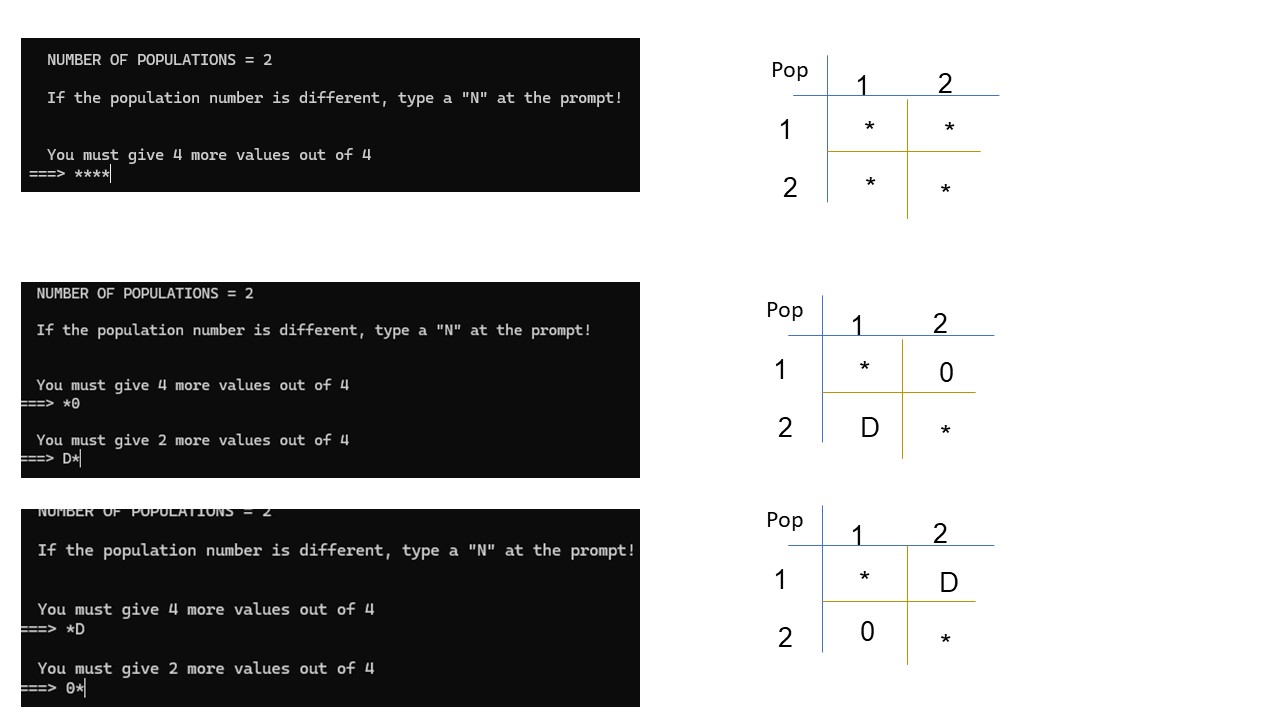 NUMBER OF POPULATIONS = 2
If the population number is different, type a "N" at the prompt!
You must give 4 more values out of 4
===> ****
Pop 1 2
1 * *
2 * *
NUMBER OF POPULATIONS = 2
If the population number is different, type a "N" at the prompt!
You must give 4 more values out of 4
===> *0
You must give 2 more values out of 4
===> D*
Pop 1 2
1 * 0
2 D *
NUMBER OF POPULATIONS = 2
If the population number is different, type a "N" at the prompt!
You must give 4 more values out of 4
===> *D
You must give 2 more values out of 4
===> 0*
Pop 1 2
1 * D
2 0 *